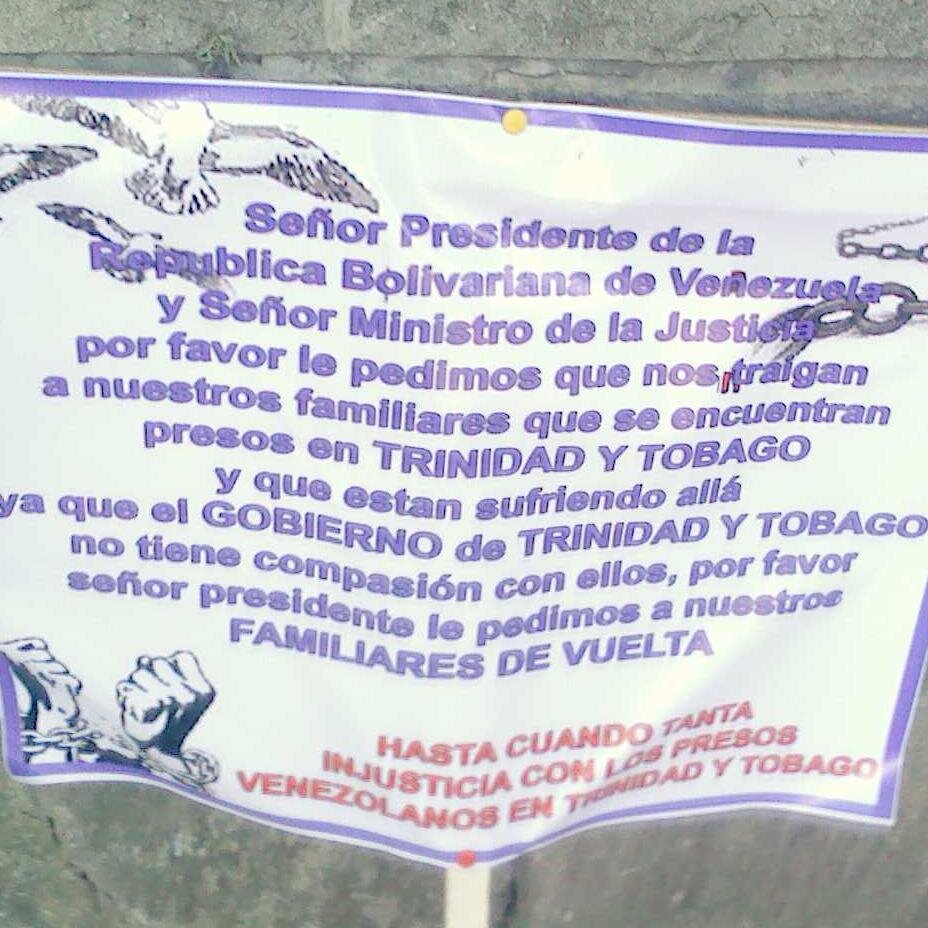 Señor Presidente de la
Republica Bolivariana de Venezuela
y Señor Ministro de la Justicia
por favor le pedimos que nos traigan
a nuestros familiares que se encuentran
presos en TRINIDAD Y TOBAGO
y que estan sufriendo allá
ya que el GOBIERNO de TRINIDAD Y TOBAGO
no tiene compasión con ellos, por favor
señor presidente le pedimos a nuestros
FAMILIARES DE VUELTA
HASTA CUANDO TANTA
INJUSTICIA CON LOS PRESOS
VENEZOLANOS EN TRINIDAD Y TOBAGO